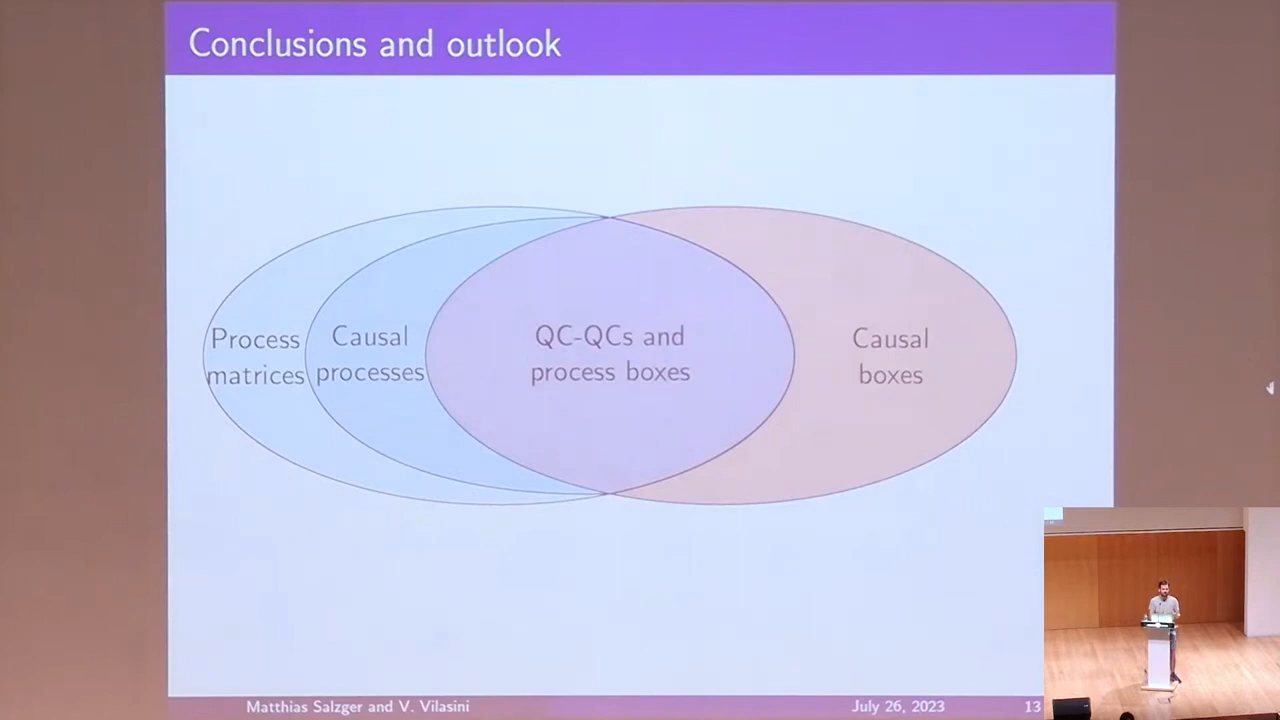 Conclusions and outlook
Process
matrices
Causal
processes
QC-QCs and
process boxes
Causal
boxes
Matthias Salzger and V. Vilasini
July 26, 2023
13